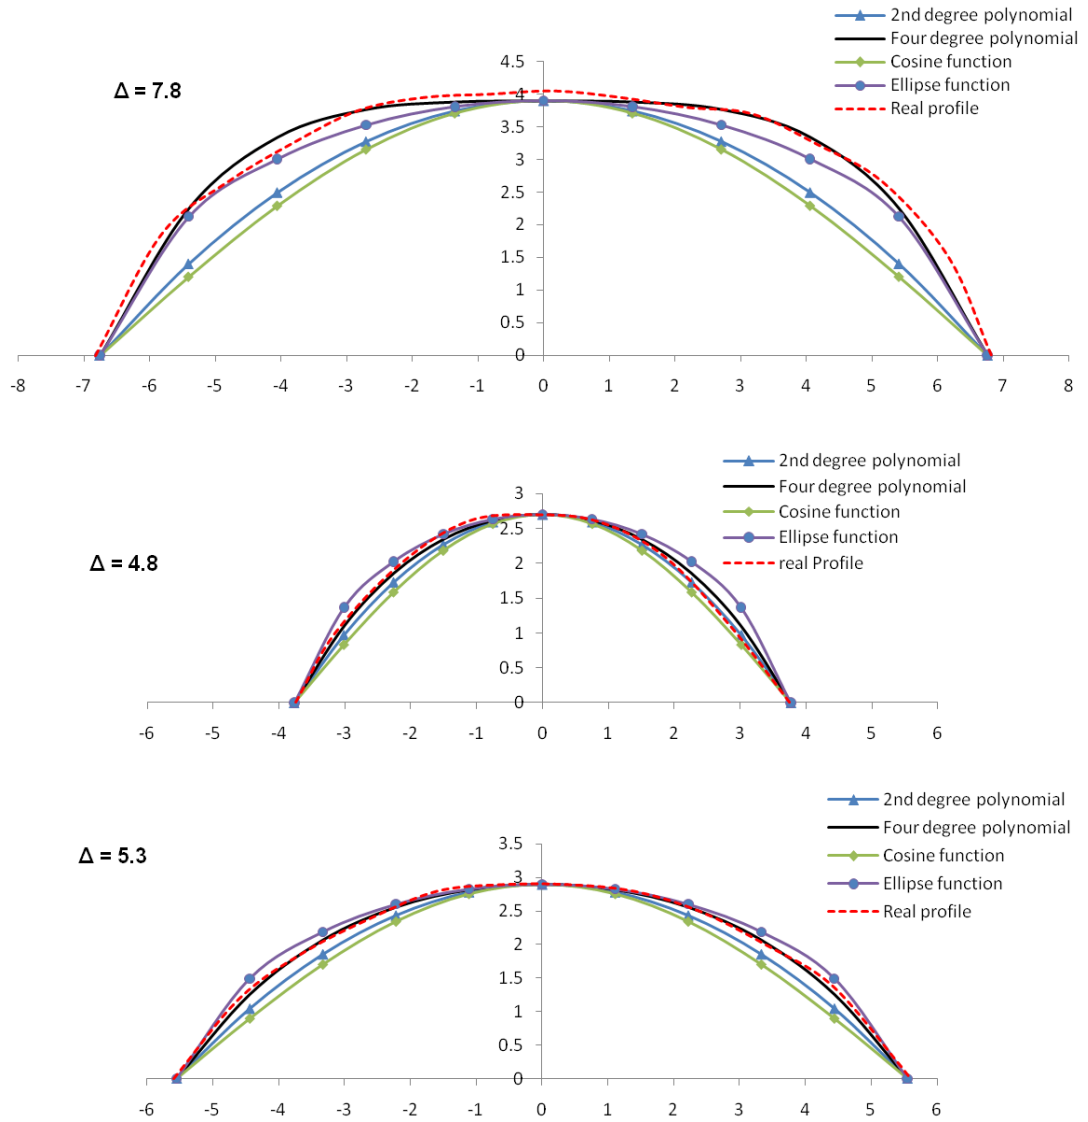 2nd degree polynomial
Four degree polynomial
Cosine function
Ellipse function
Real profile
Δ = 7.8
4.5
4
3.5
3
2.5
2
1.5
1
0.5
0
-8 -7 -6 -5 -4 -3 -2 -1 0 1 2 3 4 5 6 7 8
2nd degree polynomial
Four degree polynomial
Cosine function
Ellipse function
real Profile
Δ = 4.8
3
2.5
2
1.5
1
0.5
0
-6 -5 -4 -3 -2 -1 0 1 2 3 4 5 6
2nd degree polynomial
Four degree polynomial
Cosine function
Ellipse function
Real profile
Δ = 5.3
3.5
3
2.5
2
1.5
1
0.5
0
-6 -5 -4 -3 -2 -1 0 1 2 3 4 5 6